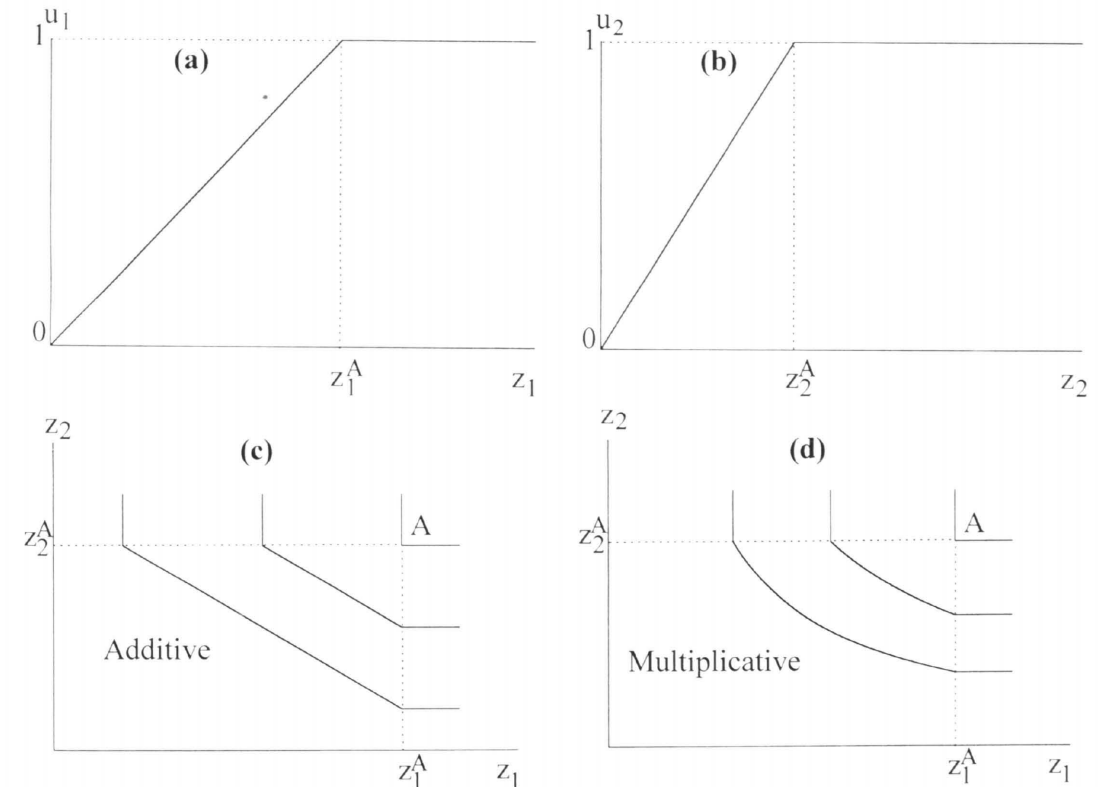 u₁
1
(a)
0
z₁ᴬ
z₁
u₂
1
(b)
0
z₂ᴬ
z₂
z₂
(c)
z₂ᴬ
A
Additive
z₁ᴬ
z₁
z₂
(d)
z₂ᴬ
A
Multiplicative
z₁ᴬ
z₁